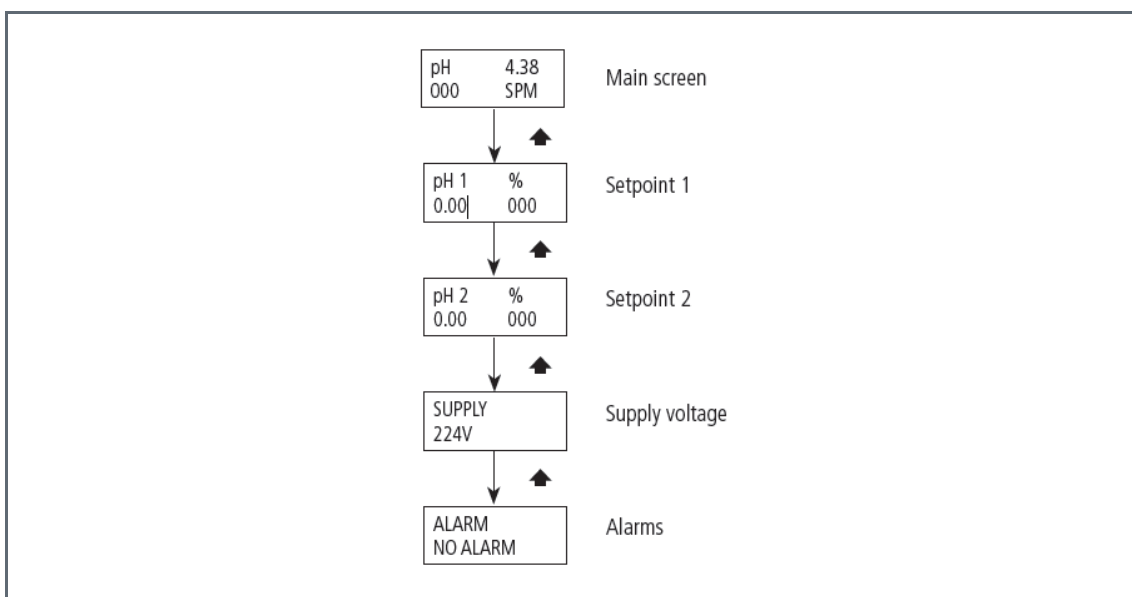 pH 4.38
000 SPM
Main screen
pH 1 %
0.00 000
Setpoint 1
pH 2 %
0.00 000
Setpoint 2
SUPPLY
224V
Supply voltage
ALARM
NO ALARM
Alarms